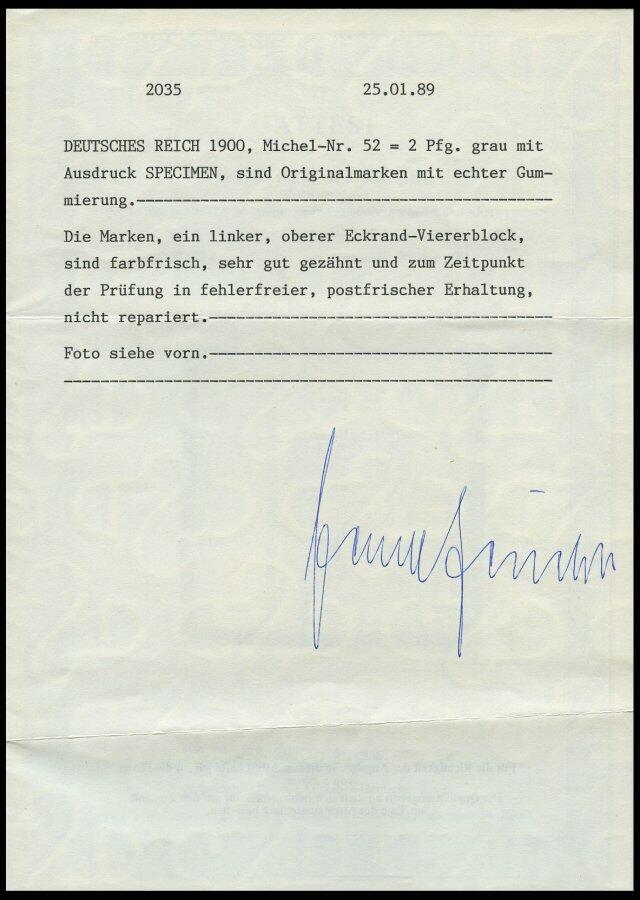 2035 25.01.89
DEUTSCHES REICH 1900, Michel-Nr. 52 = 2 Pfg. grau mit
Ausdruck SPECIMEN, sind Originalmarken mit echter Gum-
mierung.
Die Marken, ein linker, oberer Eckrand-Viererblock,
sind farbfrisch, sehr gut gezähnt und zum Zeitpunkt
der Prüfung in fehlerfreier, postfrischer Erhaltung,
nicht repariert.
Foto siehe vorn.